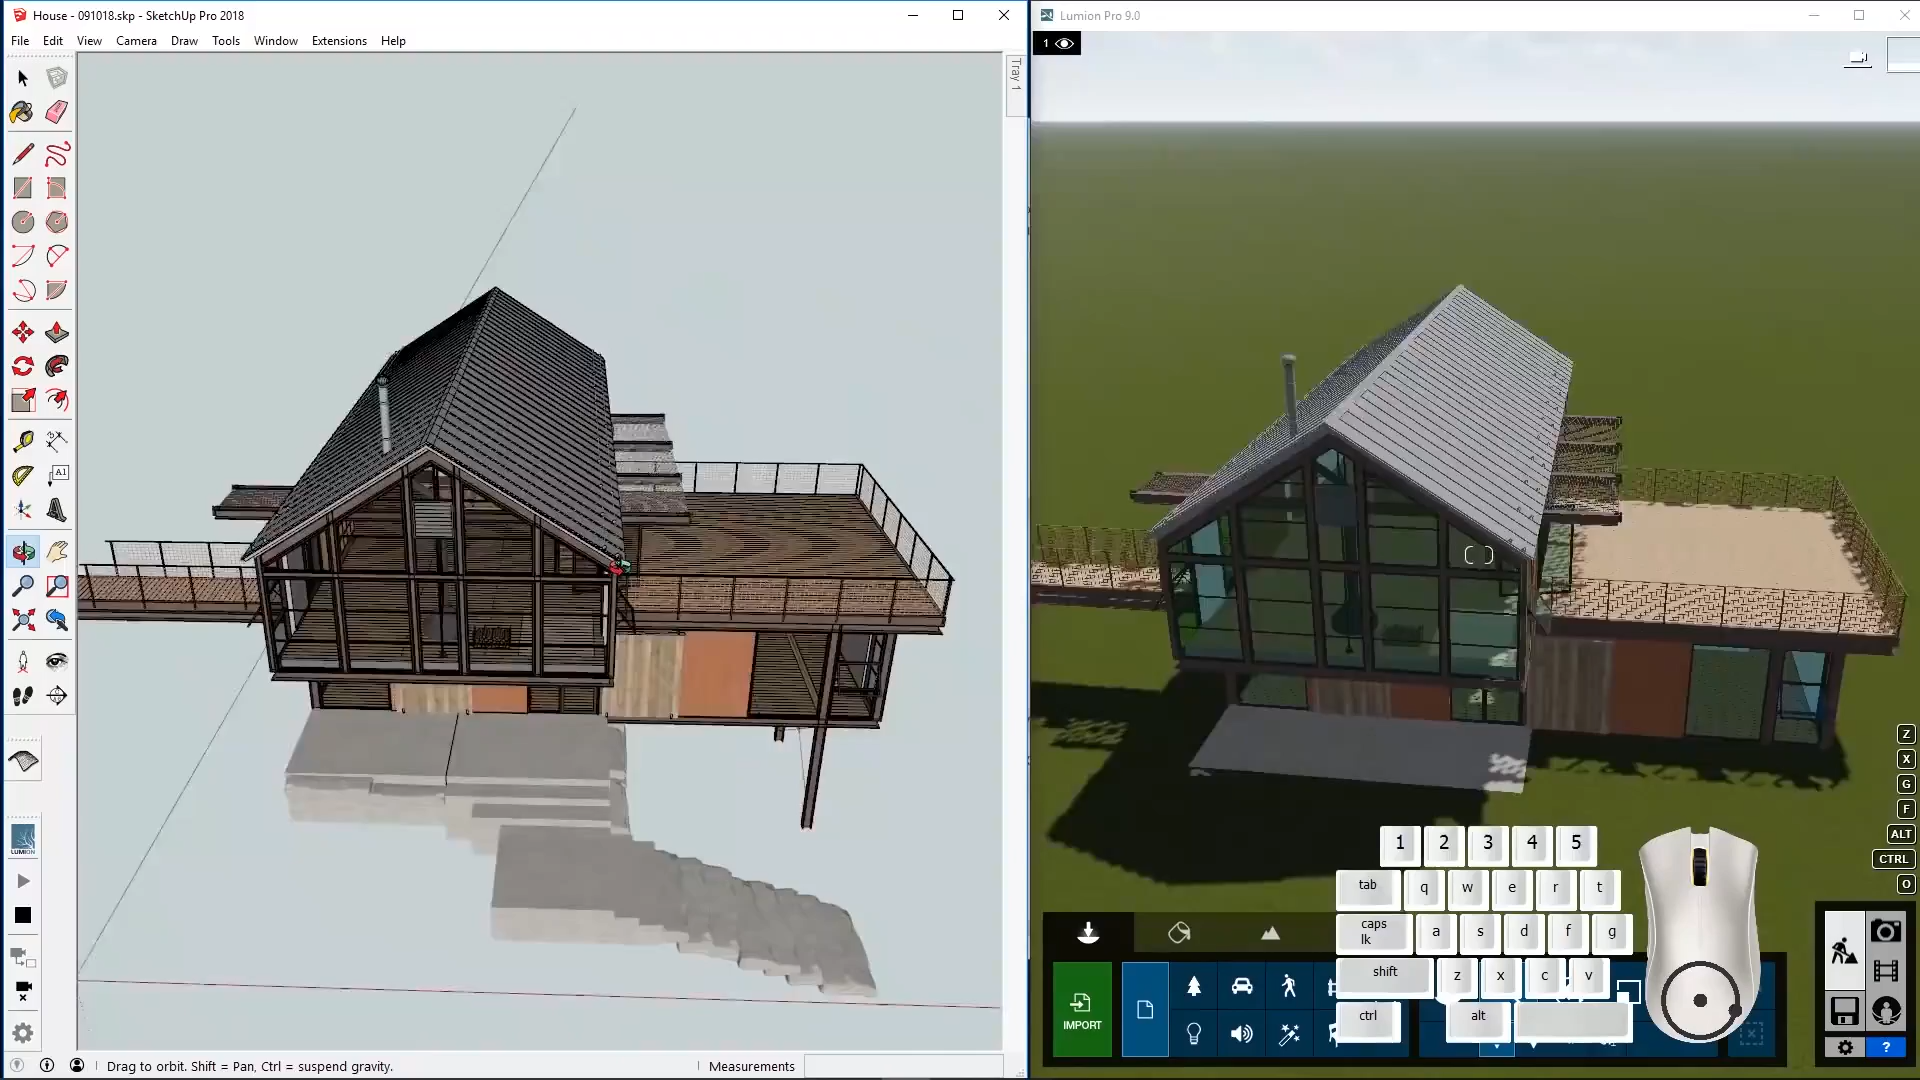 House - 091018.skp - SketchUp Pro 2018
File Edit View Camera Draw Tools Window Extensions Help
Tray 1
A1
LUMION
Drag to orbit. Shift = Pan, Ctrl = suspend gravity.
Measurements
Lumion Pro 9.0
1
Z
X
G
F
ALT
CTRL
O
1 2 3 4 5
tab q w e r t
caps lk a s d f g
shift z x c v
ctrl alt
IMPORT
?